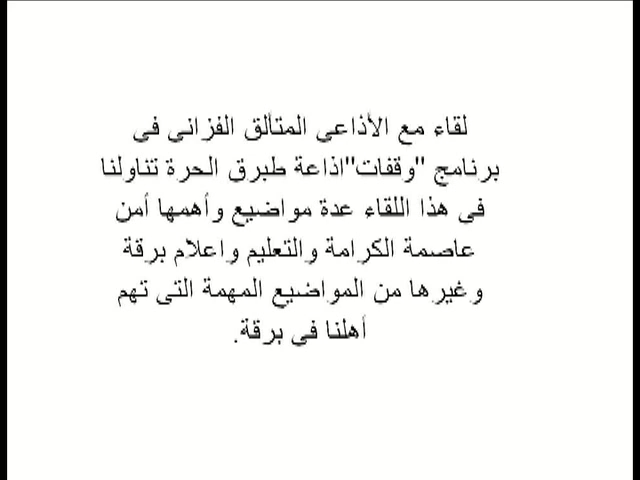 لقاء مع الأذاعى المتألق الفزانى فى
برنامج "وقفات"اذاعة طبرق الحرة تناولنا
فى هذا اللقاء عدة مواضيع وأهمها أمن
عاصمة الكرامة والتعليم واعلام برقة
وغيرها من المواضيع المهمة التى تهم
أهلنا فى برقة.